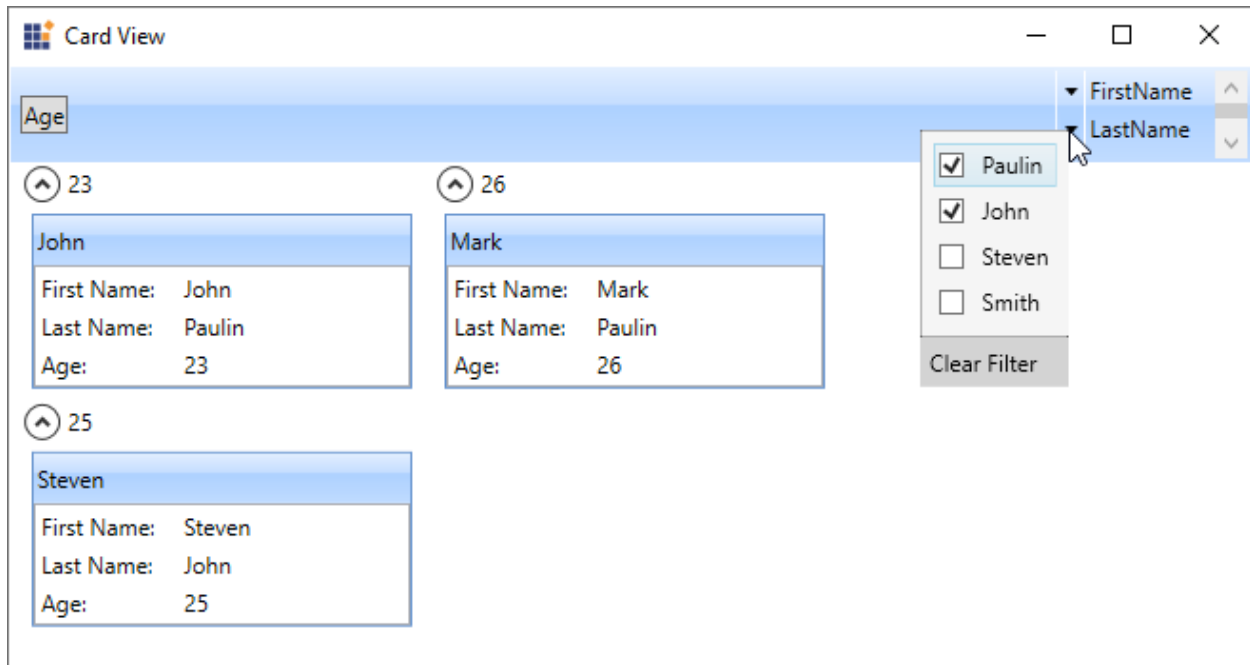 Card View
Age
FirstName
LastName
Paulin
John
Steven
Smith
Clear Filter
23
John
First Name: John
Last Name: Paulin
Age: 23
26
Mark
First Name: Mark
Last Name: Paulin
Age: 26
25
Steven
First Name: Steven
Last Name: John
Age: 25